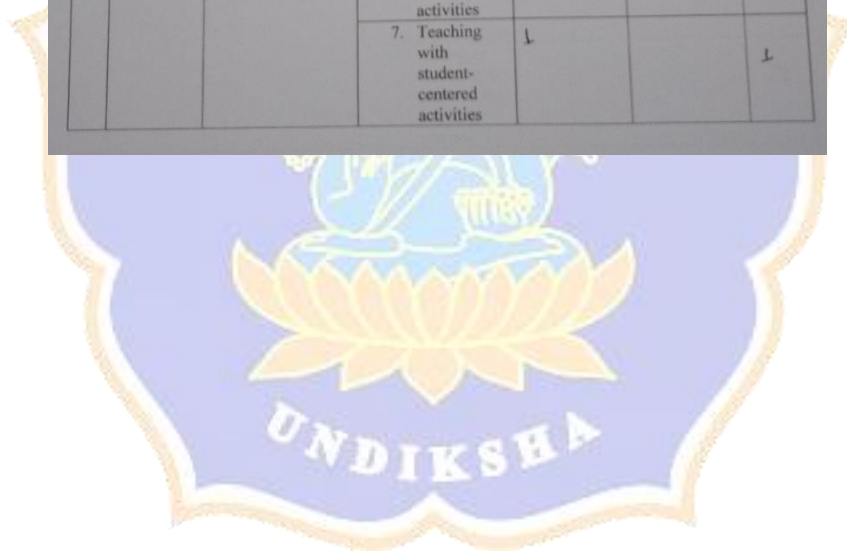 activities
7. Teaching
with
student-
centered
activities
UNDIKSHA